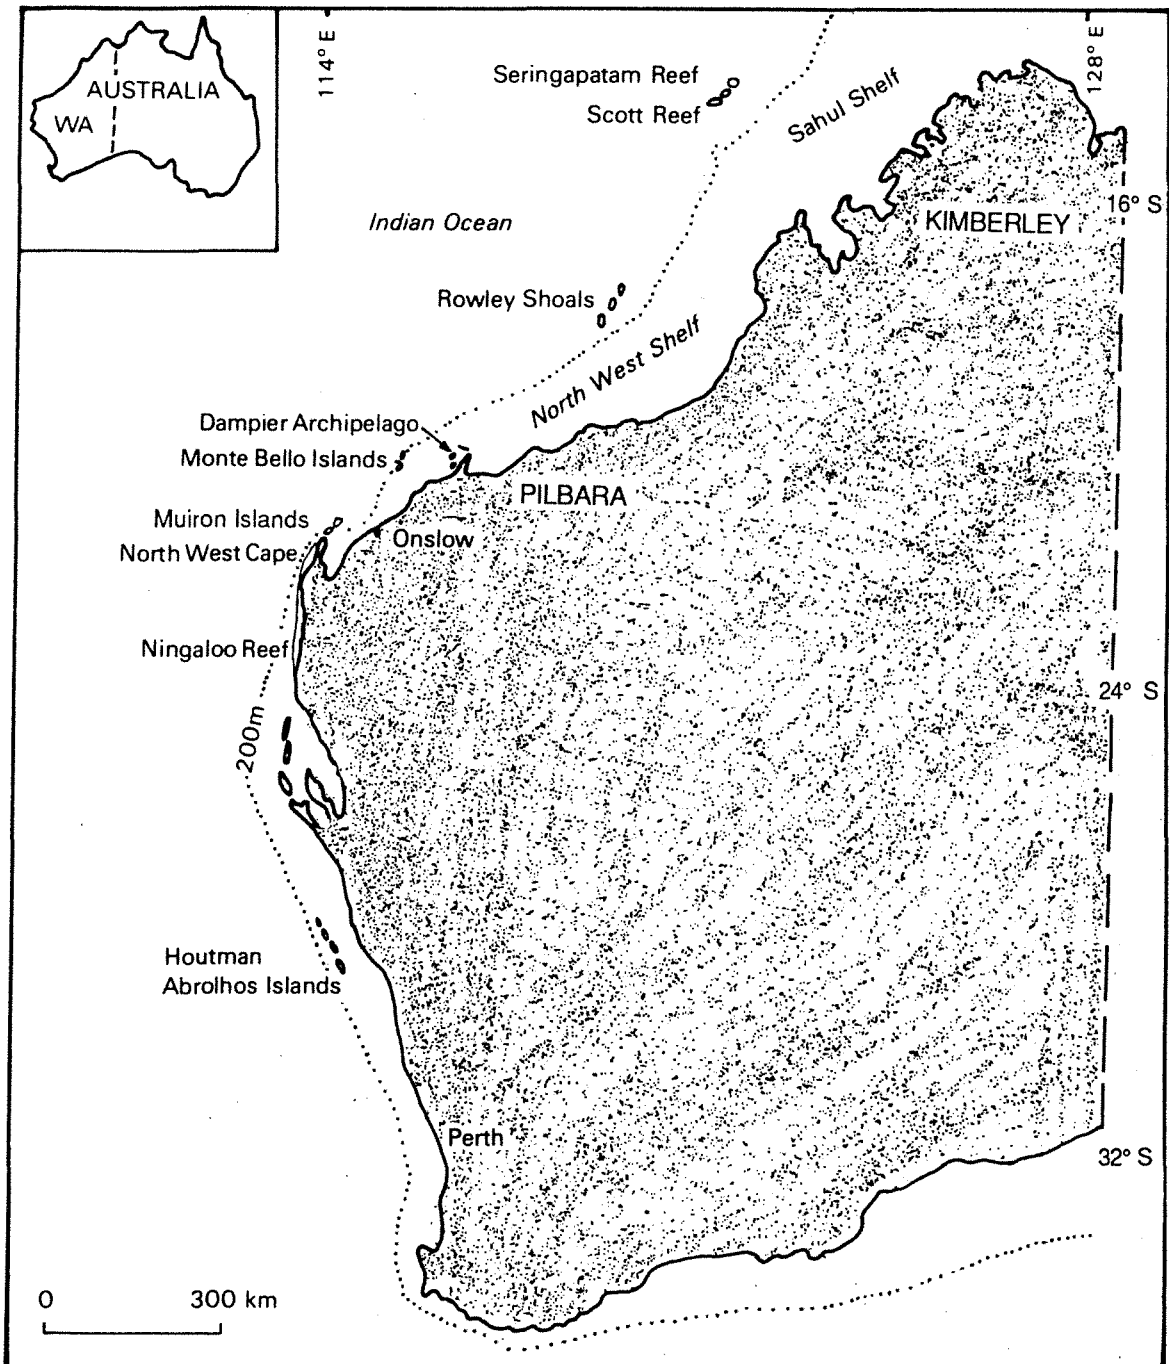 AUSTRALIA
WA
114° E
128° E
Seringapatam Reef
Scott Reef
Sahul Shelf
Indian Ocean
16° S
KIMBERLEY
Rowley Shoals
North West Shelf
Dampier Archipelago
Monte Bello Islands
PILBARA
Muiron Islands
Onslow
North West Cape
Ningaloo Reef
24° S
200m
Houtman
Abrolhos Islands
Perth
32° S
0 300 km